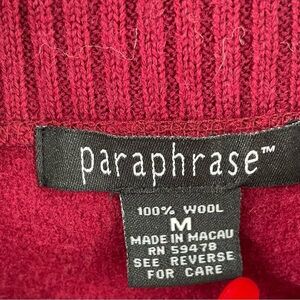 paraphrase™
100% WOOL
M
MADE IN MACAU
RN 59478
SEE REVERSE
FOR CARE